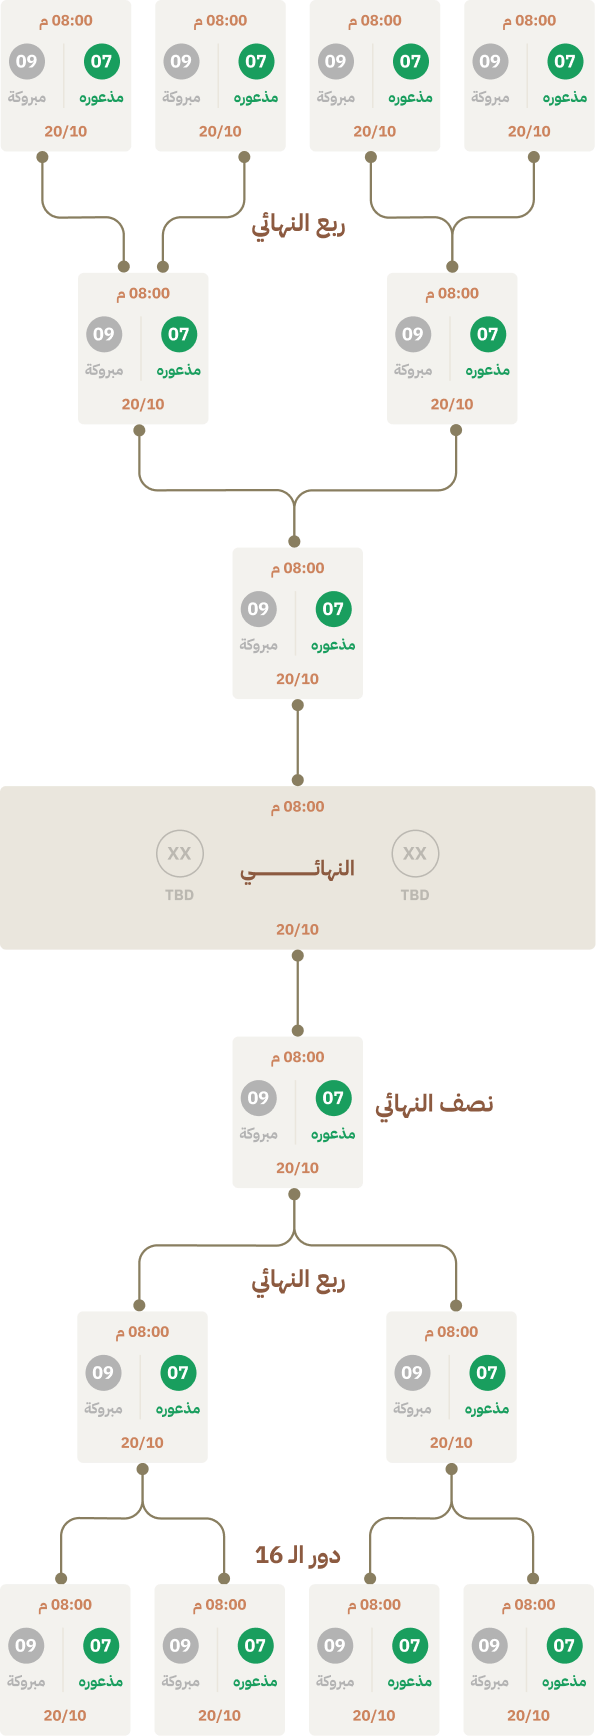 08:00 م
07 09
مذعوره مبروكة
20/10
08:00 م
07 09
مذعوره مبروكة
20/10
08:00 م
07 09
مذعوره مبروكة
20/10
08:00 م
07 09
مذعوره مبروكة
20/10
ربع النهائي
08:00 م
07 09
مذعوره مبروكة
20/10
08:00 م
07 09
مذعوره مبروكة
20/10
08:00 م
07 09
مذعوره مبروكة
20/10
08:00 م
XX XX
النهائـــــــــي
TBD TBD
20/10
08:00 م
07 09
مذعوره مبروكة
20/10
نصف النهائي
ربع النهائي
08:00 م
07 09
مذعوره مبروكة
20/10
08:00 م
07 09
مذعوره مبروكة
20/10
دور الـ 16
08:00 م
07 09
مذعوره مبروكة
20/10
08:00 م
07 09
مذعوره مبروكة
20/10
08:00 م
07 09
مذعوره مبروكة
20/10
08:00 م
07 09
مذعوره مبروكة
20/10